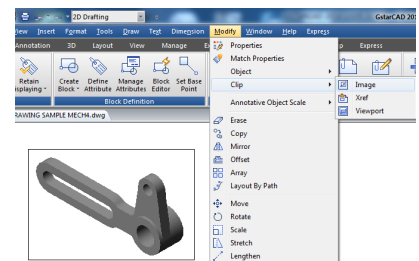 2D Drafting
GstarCAD 201
View Insert Format Tools Draw Text Dimension Modify Window Help Express
Annotation 3D Layout View Manage Express
Retain Displaying
Create Block
Define Attribute
Manage Attributes
Block Editor
Set Base Point
Block Definition
DRAWING SAMPLE MECH4.dwg
Properties
Match Properties
Object
Clip
Annotative Object Scale
Erase
Copy
Mirror
Offset
Array
Layout By Path
Move
Rotate
Scale
Stretch
Lengthen
Image
Xref
Viewport